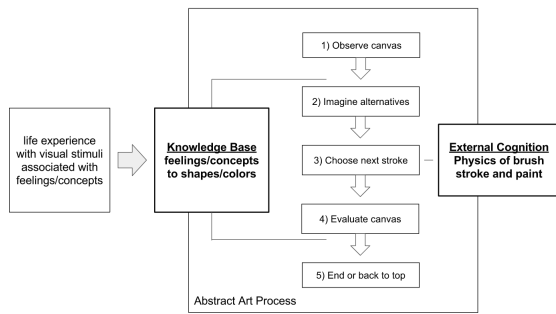 1) Observe canvas
2) Imagine alternatives
life experience
with visual stimuli
associated with
feelings/concepts
Knowledge Base
feelings/concepts
to shapes/colors
3) Choose next stroke
External Cognition
Physics of brush
stroke and paint
4) Evaluate canvas
5) End or back to top
Abstract Art Process